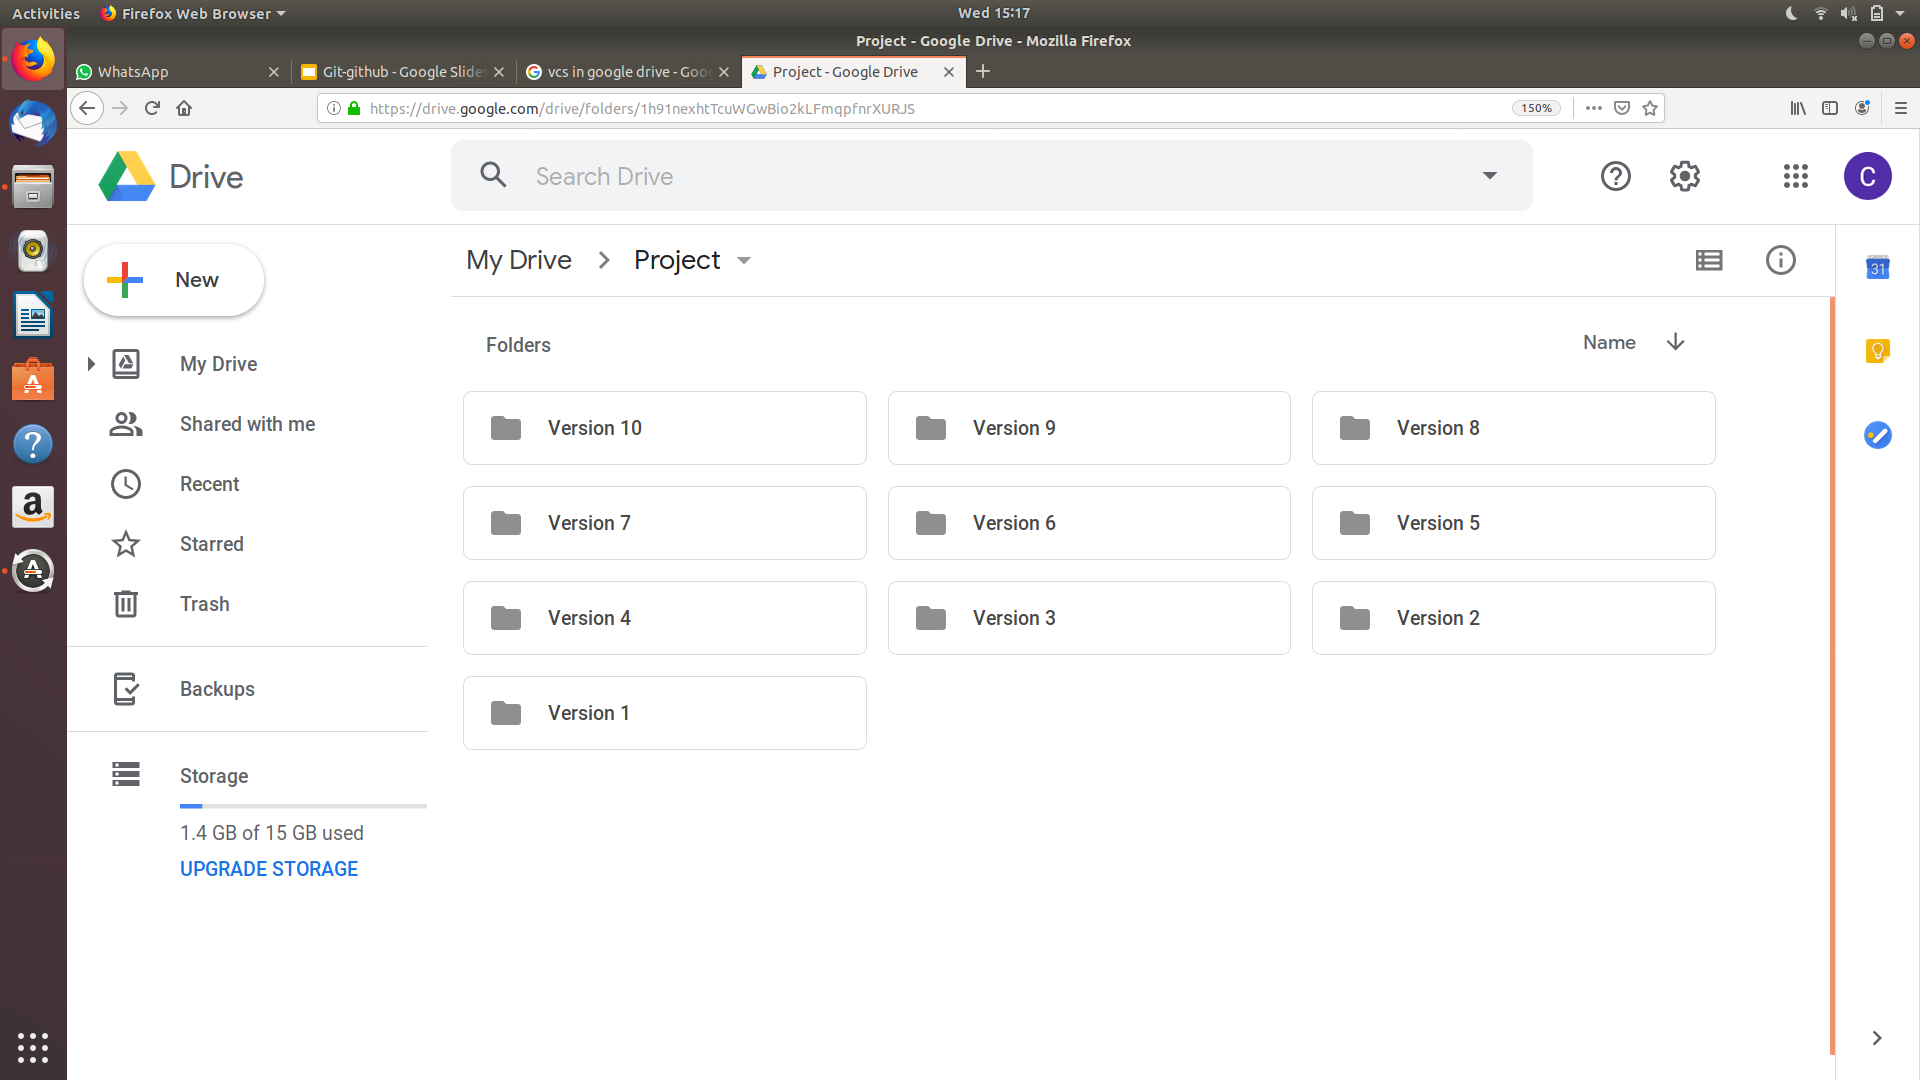 Activities
Firefox Web Browser
Wed 15:17
Project - Google Drive - Mozilla Firefox
WhatsApp
Git-github - Google Slides
vcs in google drive - Goo
Project - Google Drive
https://drive.google.com/drive/folders/1h91nexhtTcuWGwBio2kLFmqpfnrXURJS
150%
Drive
Search Drive
C
New
My Drive
Project
31
Folders
Name
My Drive
Shared with me
Recent
Starred
Trash
Backups
Storage
1.4 GB of 15 GB used
UPGRADE STORAGE
Version 10
Version 9
Version 8
Version 7
Version 6
Version 5
Version 4
Version 3
Version 2
Version 1